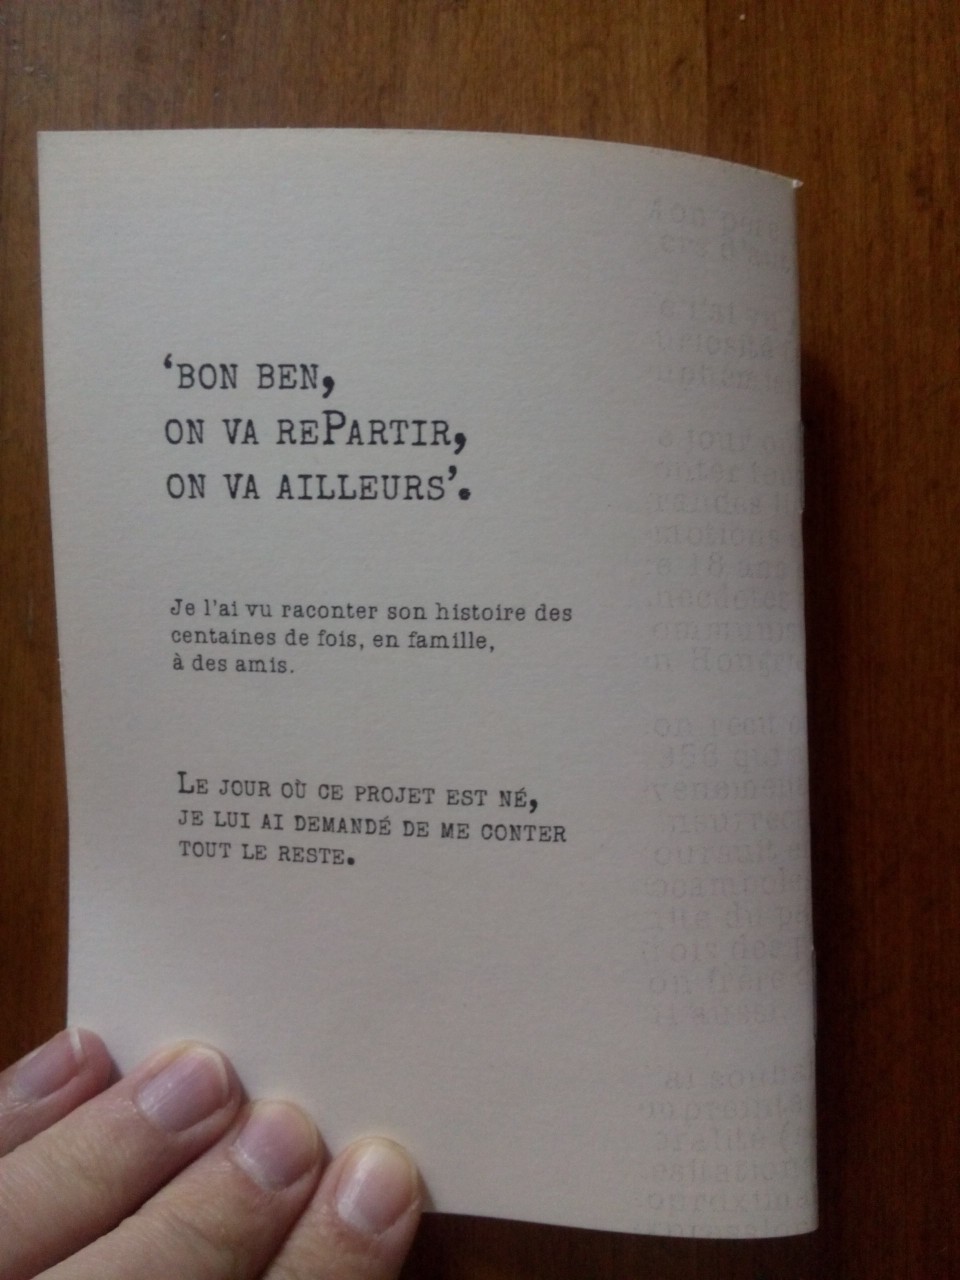 ‘BON BEN,
ON VA REPARTIR,
ON VA AILLEURS’.
Je l'ai vu raconter son histoire des
centaines de fois, en famille,
à des amis.
LE JOUR OÙ CE PROJET EST NÉ,
JE LUI AI DEMANDÉ DE ME CONTER
TOUT LE RESTE.